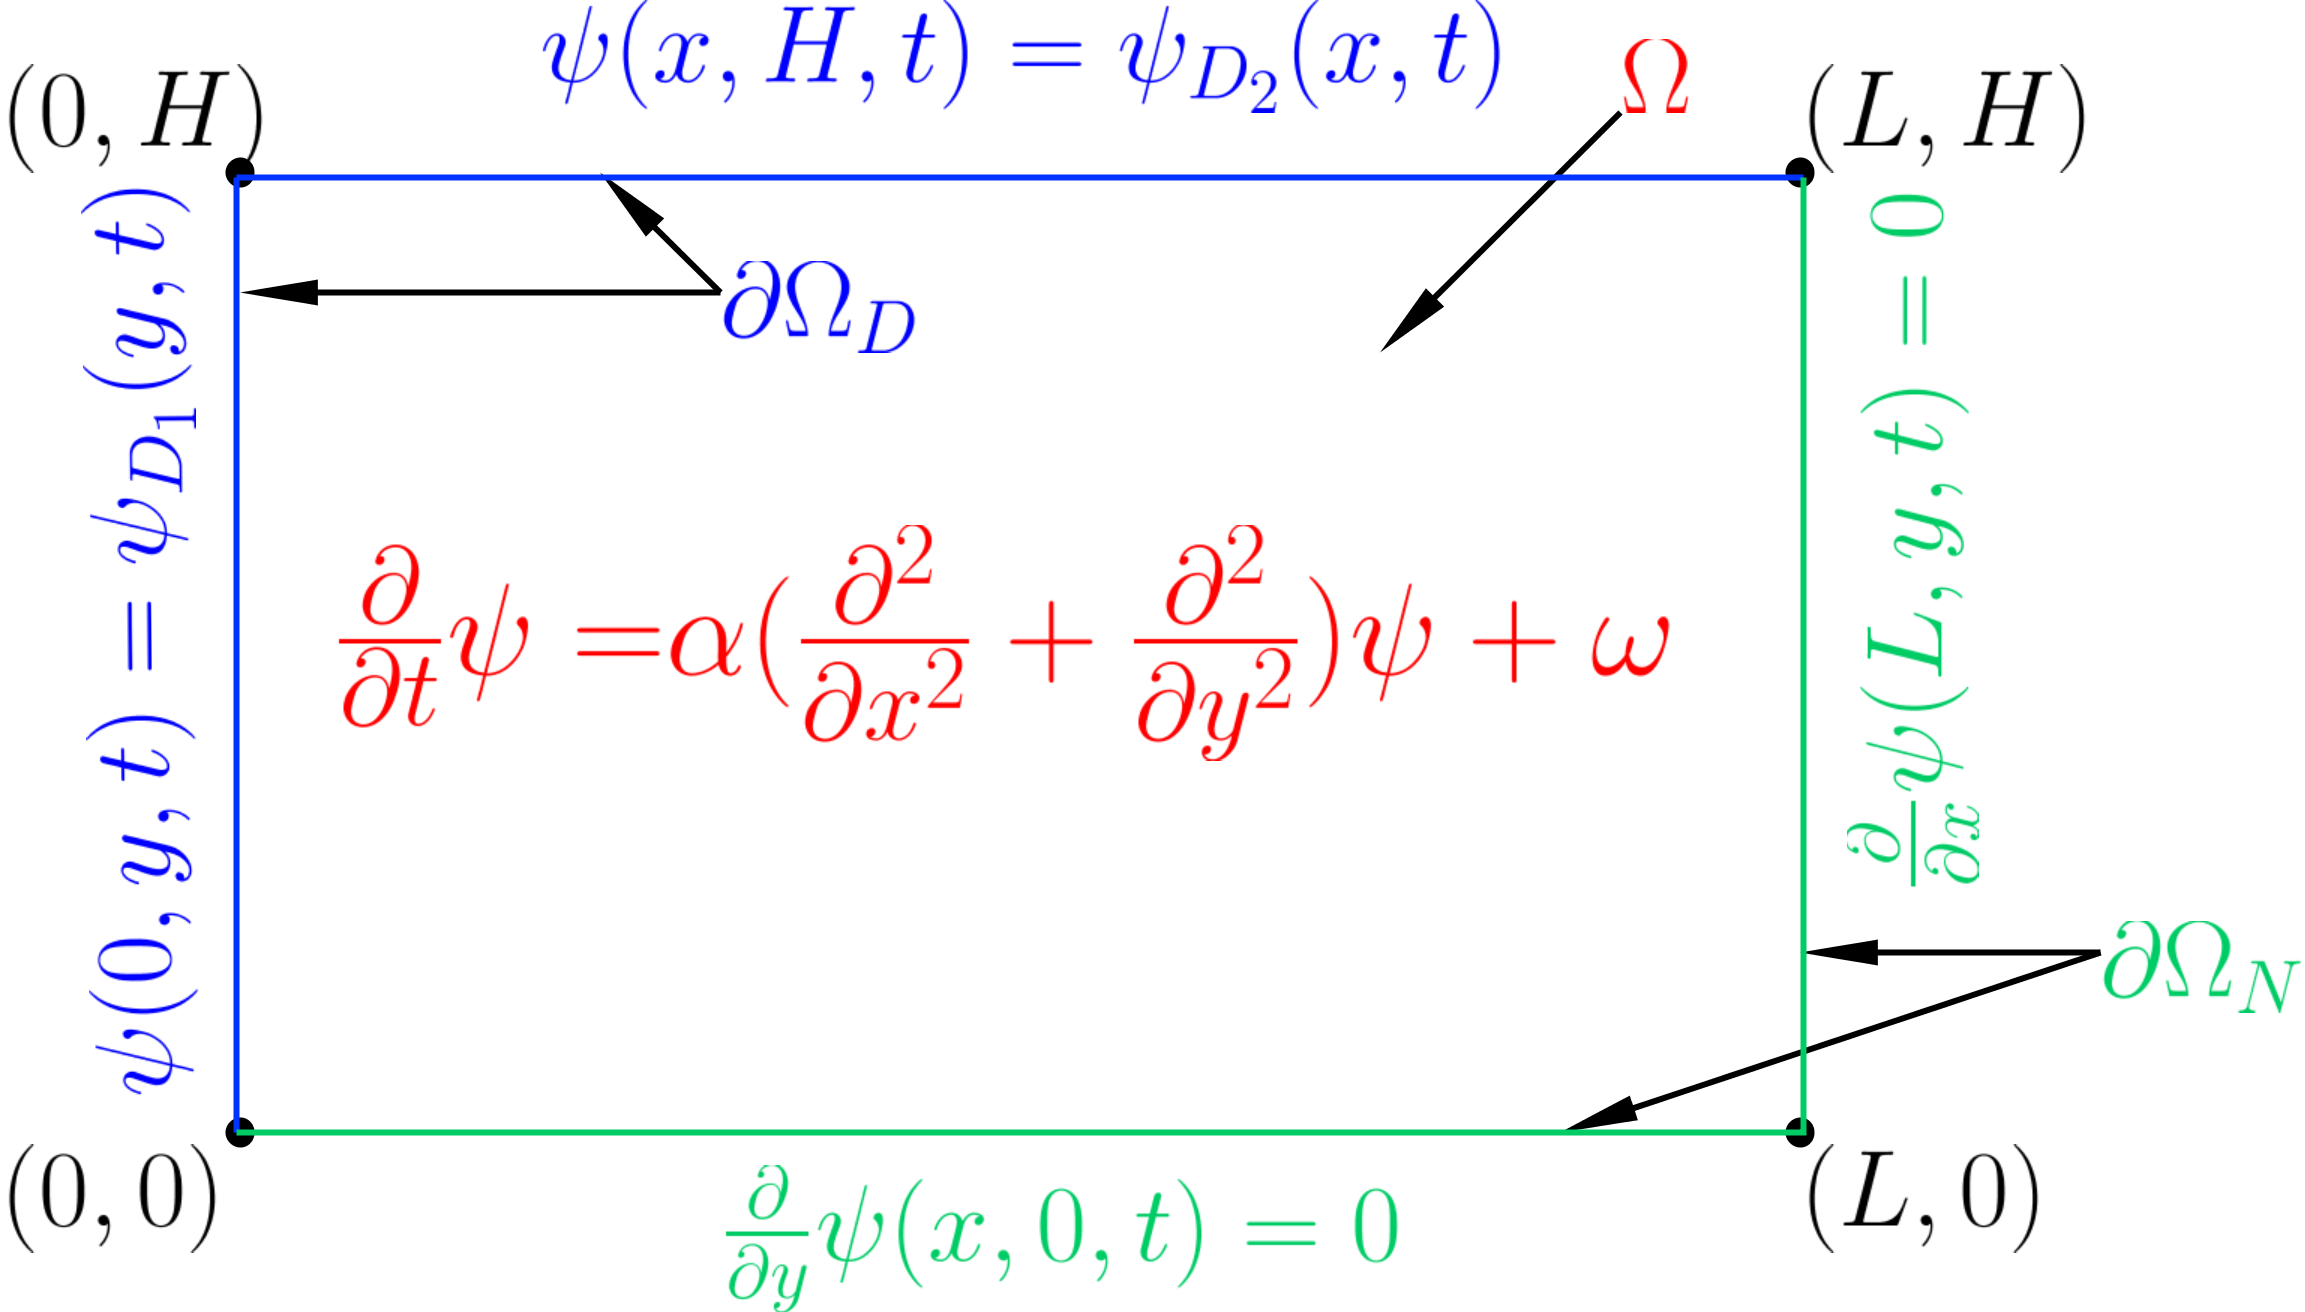 ψ(x, H, t) = ψ_{D_2}(x, t)
Ω
(0, H)
(L, H)
ψ(0, y, t) = ψ_{D_1}(y, t)
∂Ω_D
∂/∂t ψ = α(∂²/∂x² + ∂²/∂y²)ψ + ω
∂/∂x ψ(L, y, t) = 0
∂Ω_N
(0, 0)
(L, 0)
∂/∂y ψ(x, 0, t) = 0